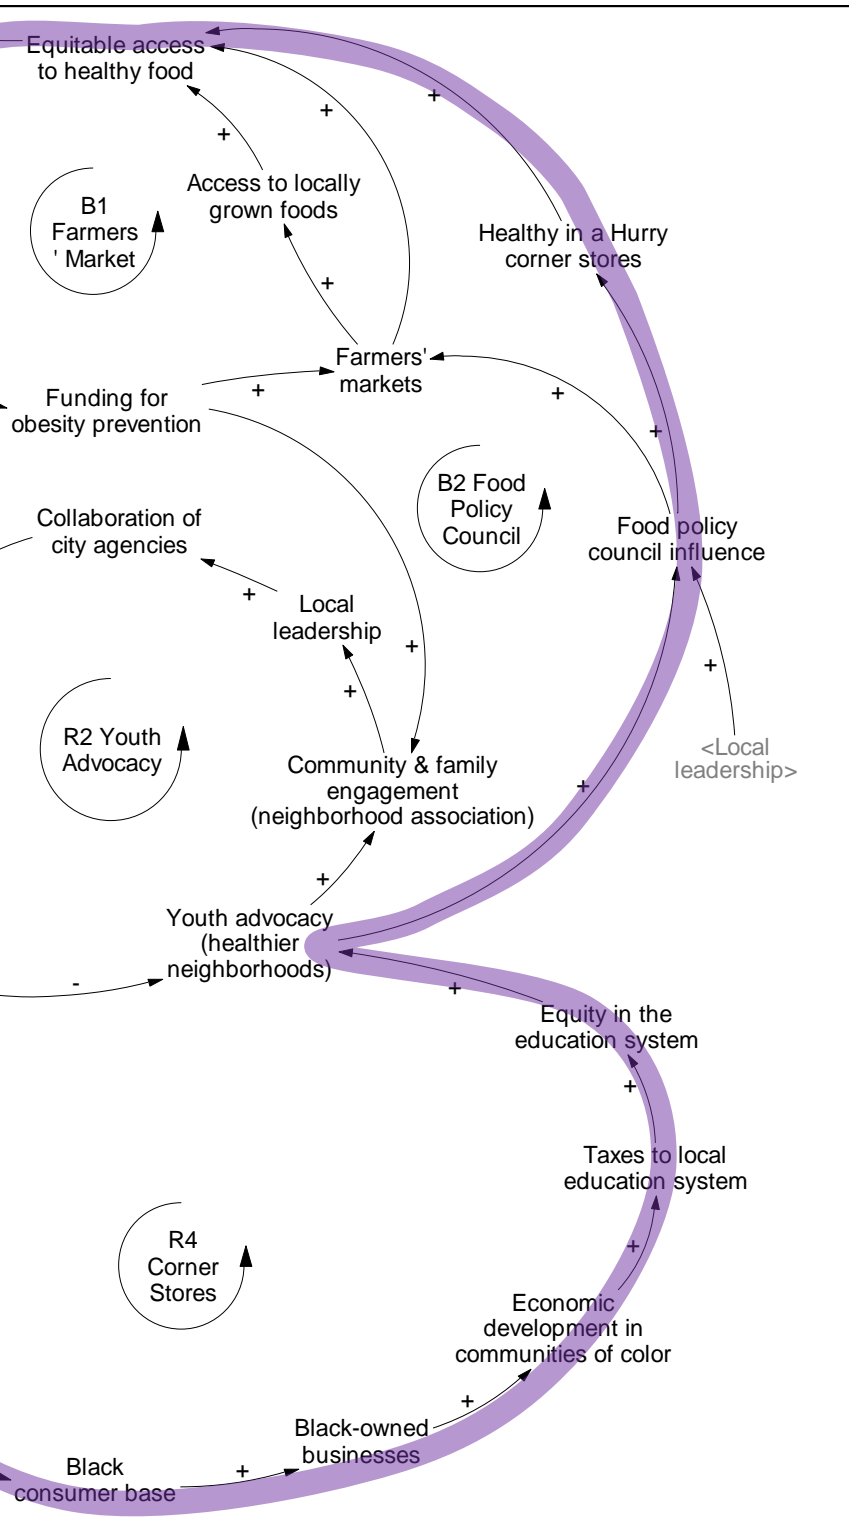 Equitable access
to healthy food
+
+
+
Access to locally
grown foods
B1
Farmers
' Market
Healthy in a Hurry
corner stores
+
Farmers'
markets
+
+
Funding for
obesity prevention
+
B2 Food
Policy
Council
Collaboration of
city agencies
Food policy
council influence
+
Local
leadership
+
+
+
R2 Youth
Advocacy
<Local
leadership>
Community & family
engagement
(neighborhood association)
+
+
Youth advocacy
(healthier
neighborhoods)
-
+
Equity in the
education system
+
Taxes to local
education system
R4
Corner
Stores
+
Economic
development in
communities of color
+
Black-owned
businesses
Black
consumer base
+